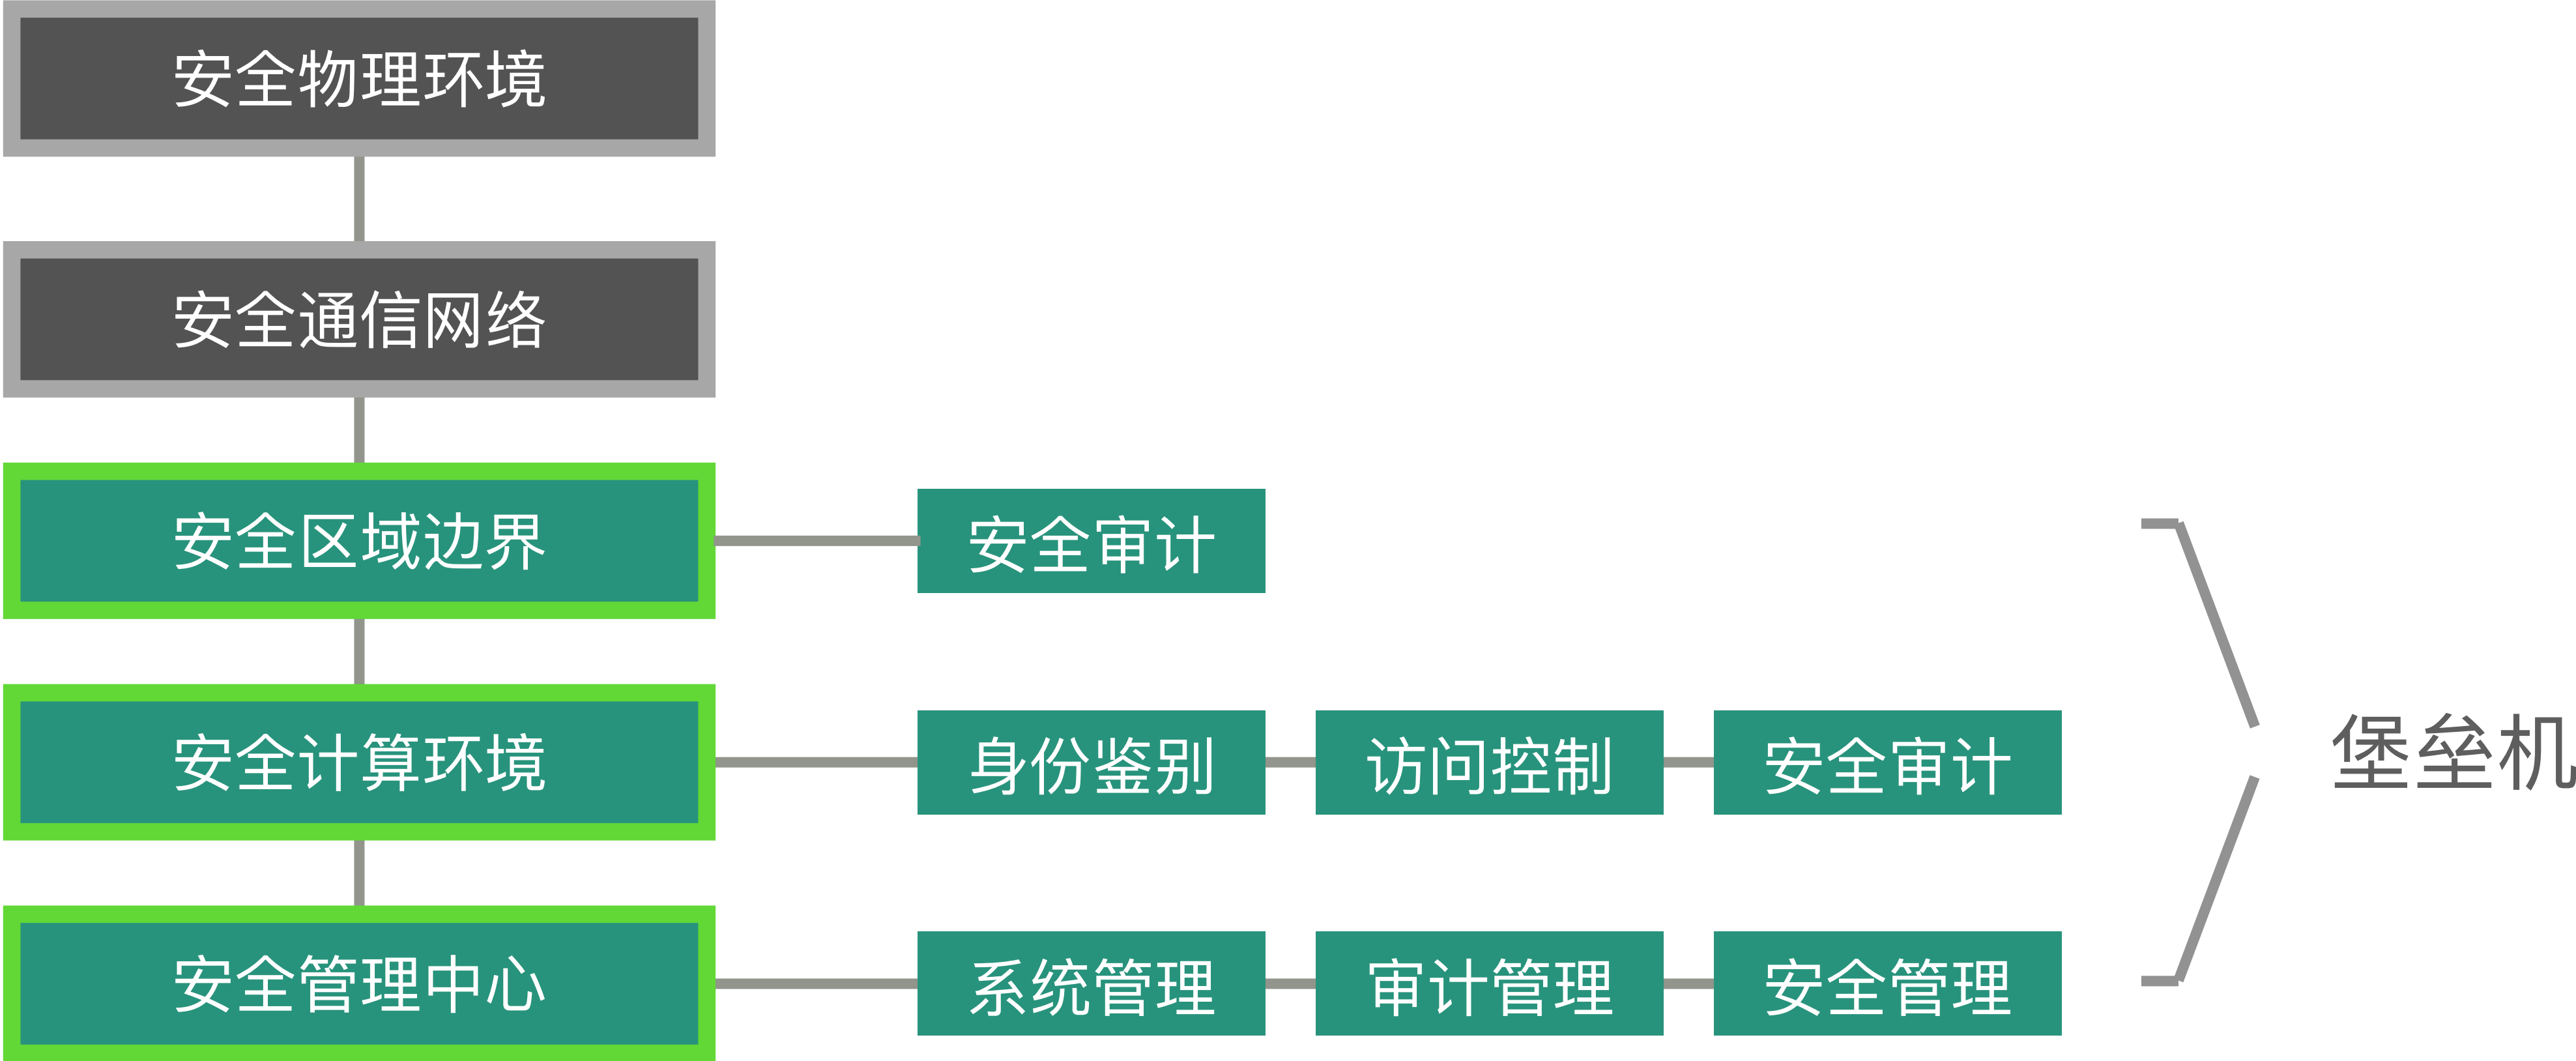 安全物理环境
安全通信网络
安全区域边界
安全审计
安全计算环境
身份鉴别
访问控制
安全审计
堡垒机
安全管理中心
系统管理
审计管理
安全管理